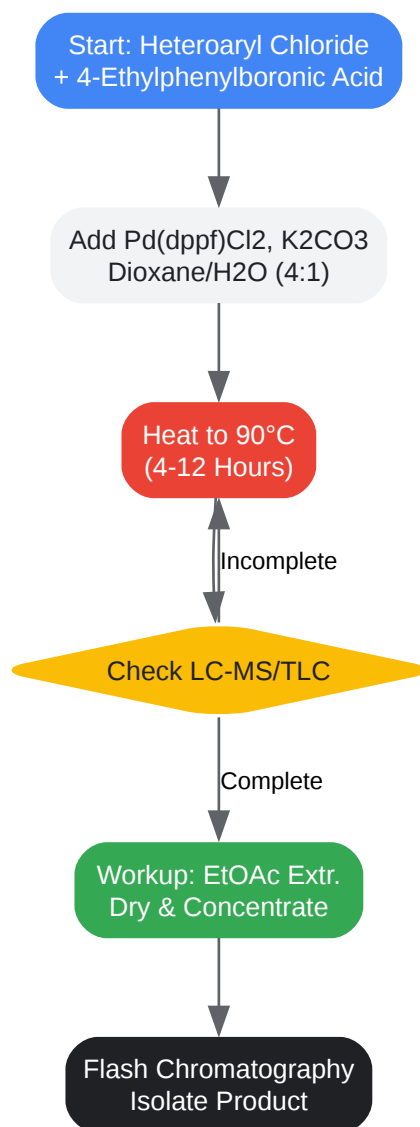 Start: Heteroaryl Chloride
+ 4-Ethylphenylboronic Acid
Add Pd(dppf)Cl2, K2CO3
Dioxane/H2O (4:1)
Heat to 90°C
(4-12 Hours)
Incomplete
Check LC-MS/TLC
Complete
Workup: EtOAc Extr.
Dry & Concentrate
Flash Chromatography
Isolate Product